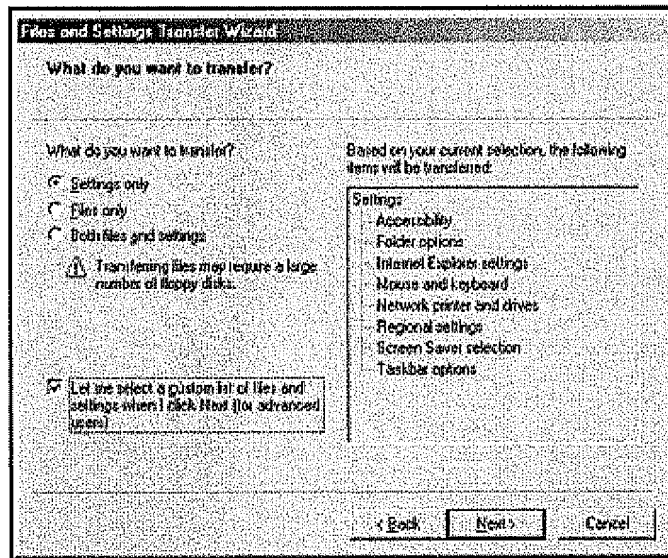 Files and Settings Transfer Wizard
What do you want to transfer?
What do you want to transfer?
Settings only
Files only
Both files and settings
Transferring files may require a large
number of floppy disks.
Let me select a custom list of files and
settings when I click Next (for advanced
users)
Based on your current selection, the following
items will be transferred:
Settings
Accessibility
Folder options
Internet Explorer settings
Mouse and keyboard
Network printer and drives
Regional settings
Screen Saver selection
Taskbar options
< Back
Next >
Cancel